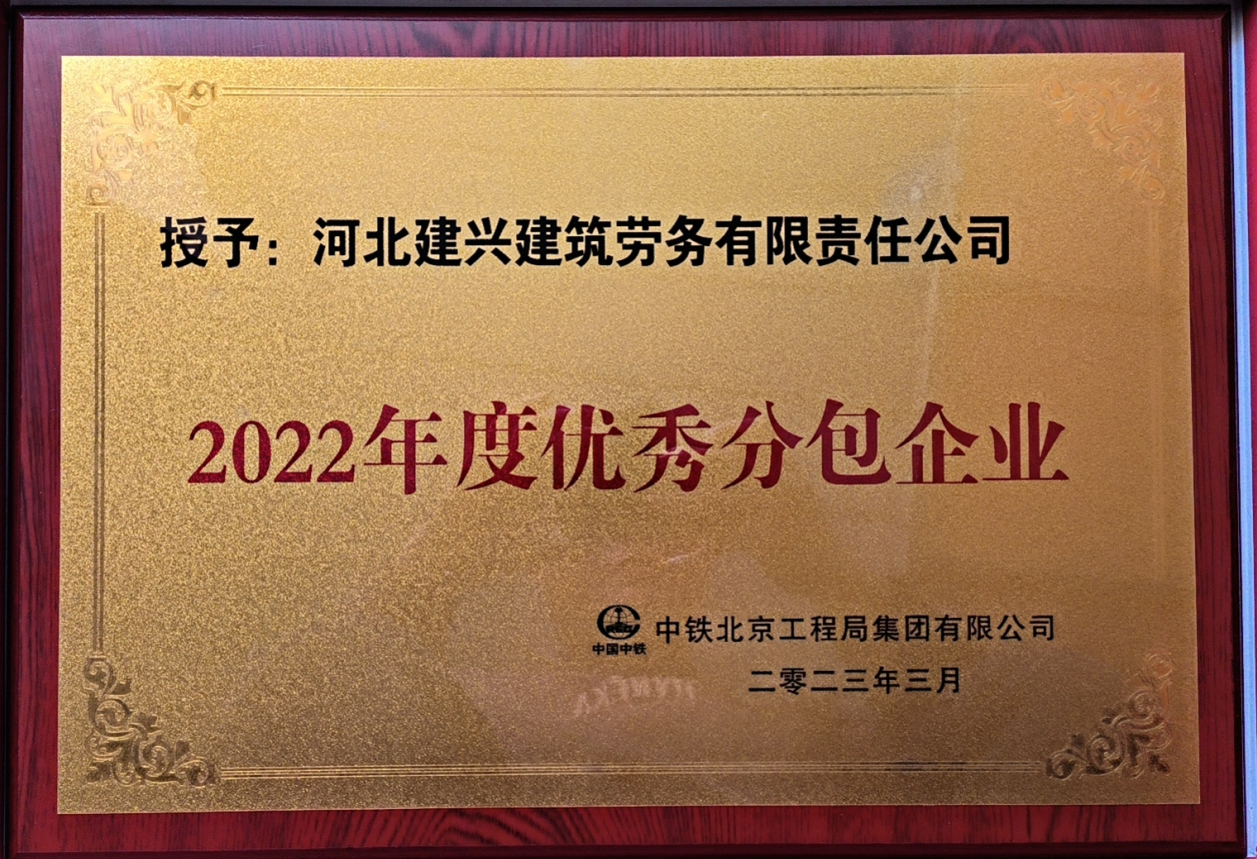 授予：河北建兴建筑劳务有限责任公司
2022年度优秀分包企业
中国中铁 中铁北京工程局集团有限公司
二零二三年三月